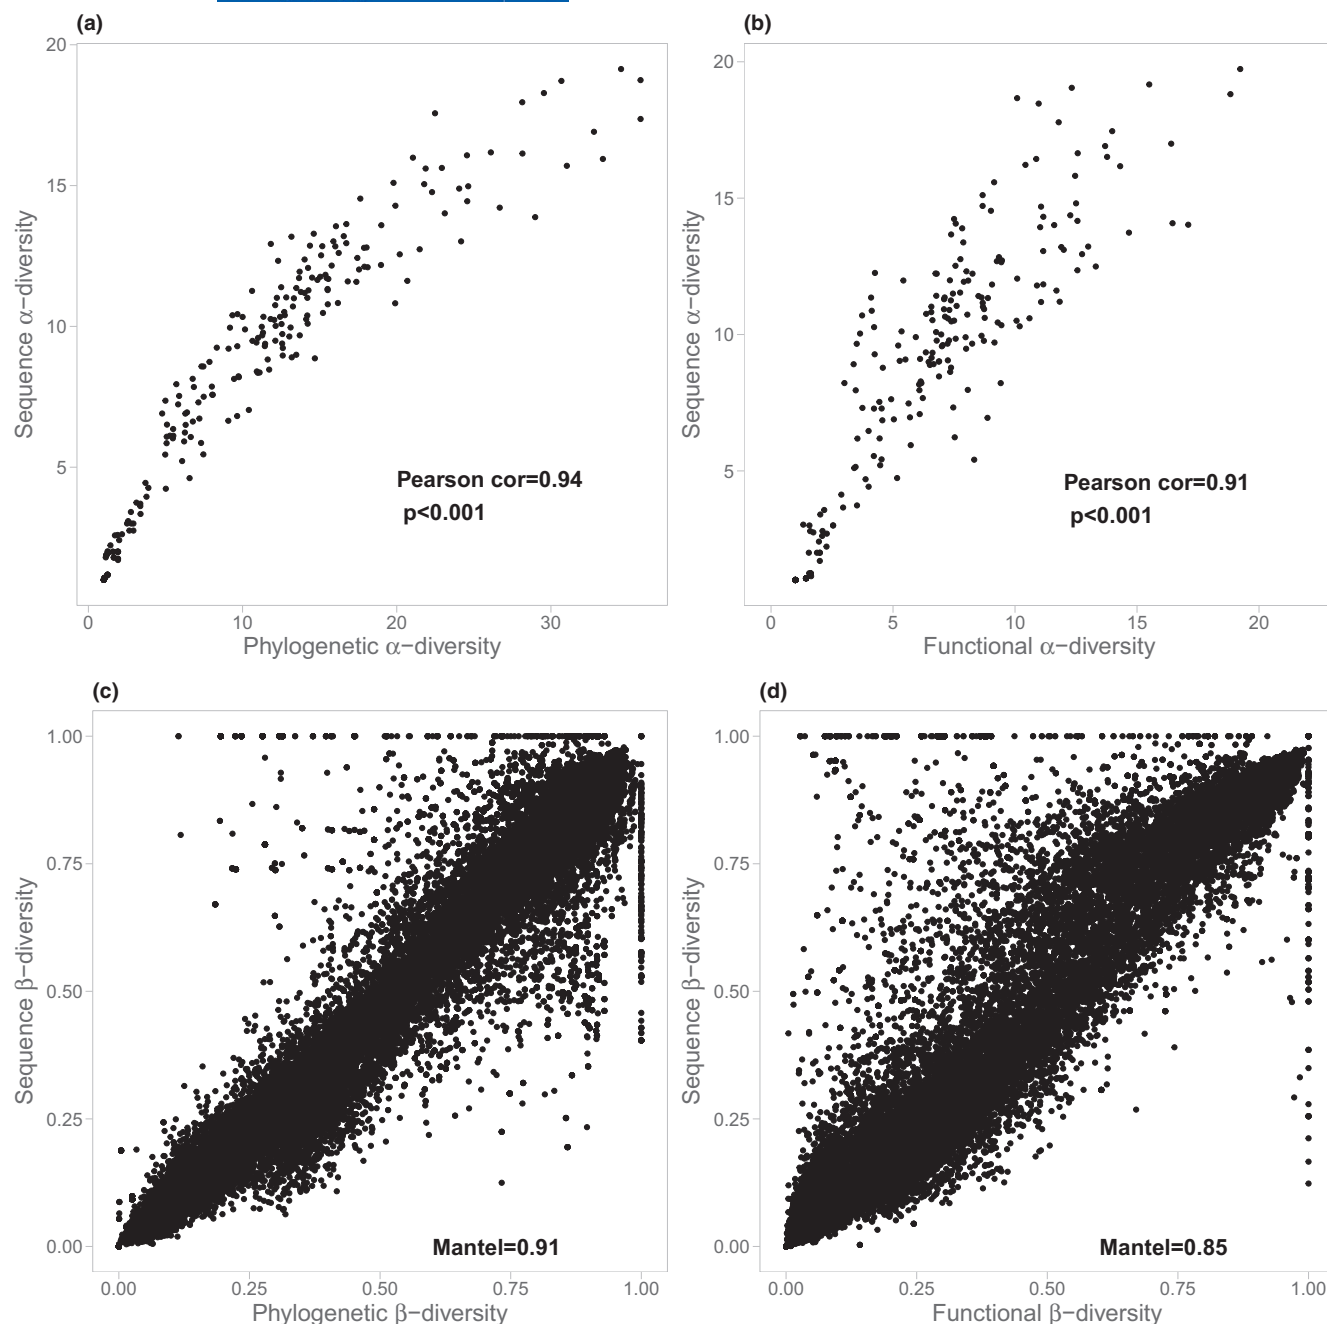 (a)
20
15
10
5
Sequence α−diversity
Pearson cor=0.94
p<0.001
0 10 20 30
Phylogenetic α−diversity
(b)
20
15
10
5
Sequence α−diversity
Pearson cor=0.91
p<0.001
0 5 10 15 20
Functional α−diversity
(c)
1.00
0.75
0.50
0.25
0.00
Sequence β−diversity
Mantel=0.91
0.00 0.25 0.50 0.75 1.00
Phylogenetic β−diversity
(d)
1.00
0.75
0.50
0.25
0.00
Sequence β−diversity
Mantel=0.85
0.00 0.25 0.50 0.75 1.00
Functional β−diversity